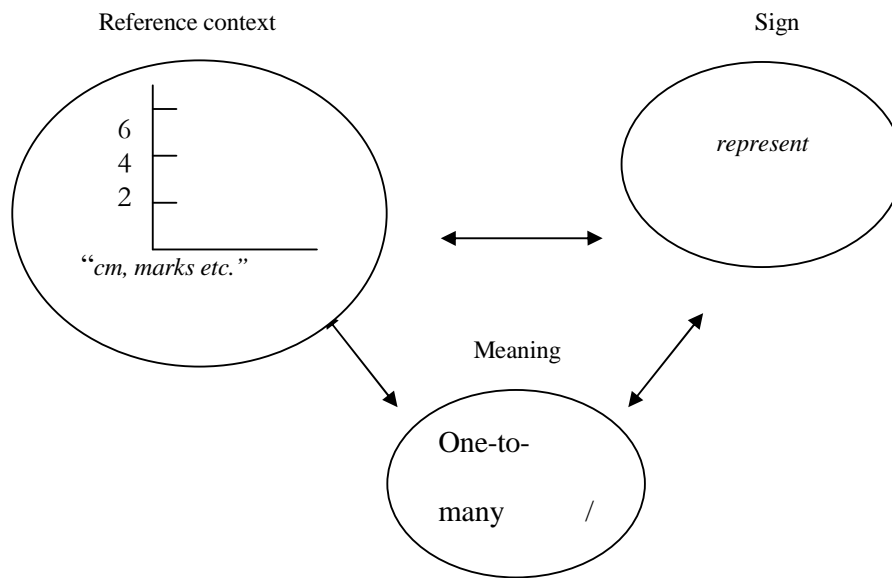 Reference context
Sign
6
4
2
“cm, marks etc.”
represent
Meaning
One-to-
many /